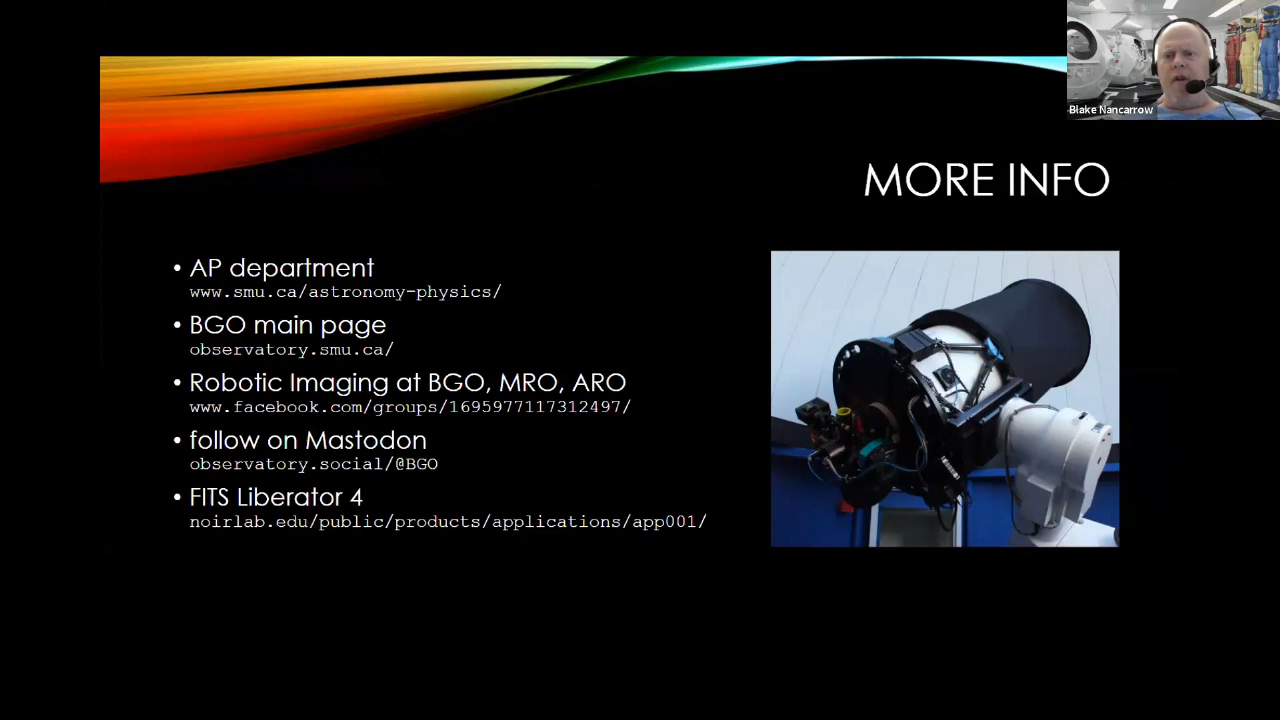 Blake Nancarrow
MORE INFO
• AP department
www.smu.ca/astronomy-physics/
• BGO main page
observatory.smu.ca/
• Robotic Imaging at BGO, MRO, ARO
www.facebook.com/groups/1695977117312497/
• follow on Mastodon
observatory.social/@BGO
• FITS Liberator 4
noirlab.edu/public/products/applications/app001/